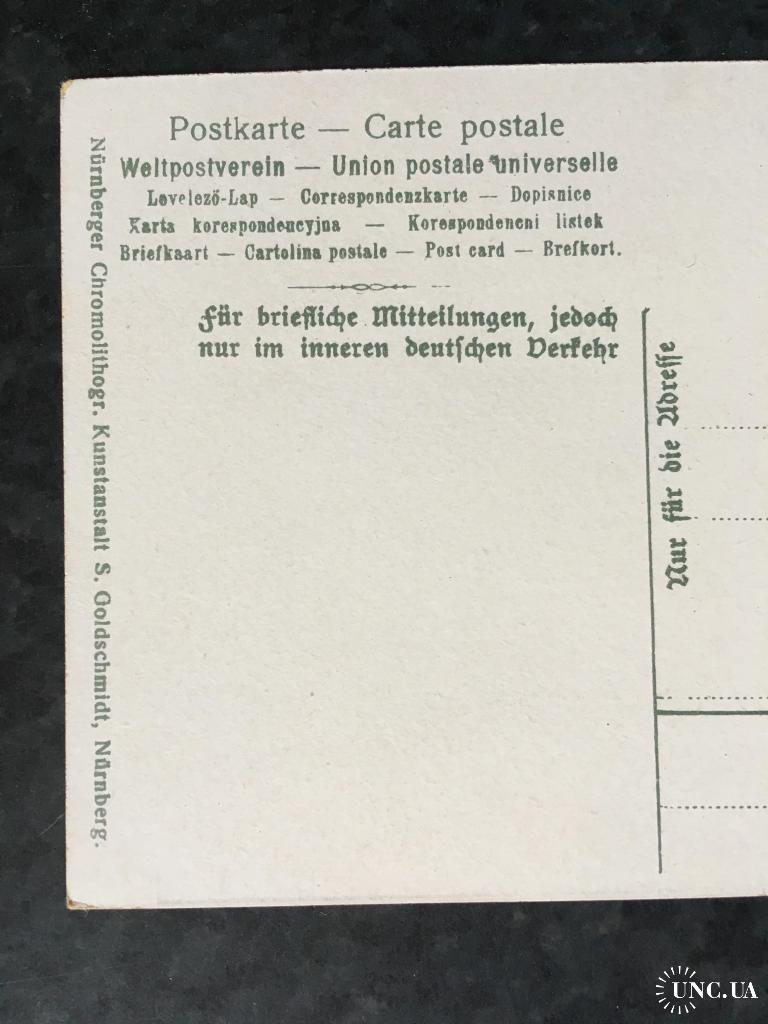 Postkarte — Carte postale
Weltpostverein — Union postale universelle
Levelező-Lap — Correspondenzkarte — Dopisnice
Karta korespondencyjna — Korespondencni listek
Briefkaart — Cartolina postale — Post card — Brefkort.
Für briefliche Mitteilungen, jedoch
nur im inneren deutschen Verkehr
Nur für die Adresse
Nürnberger Chromolithogr. Kunstanstalt S. Goldschmidt, Nürnberg.
UNC.UA